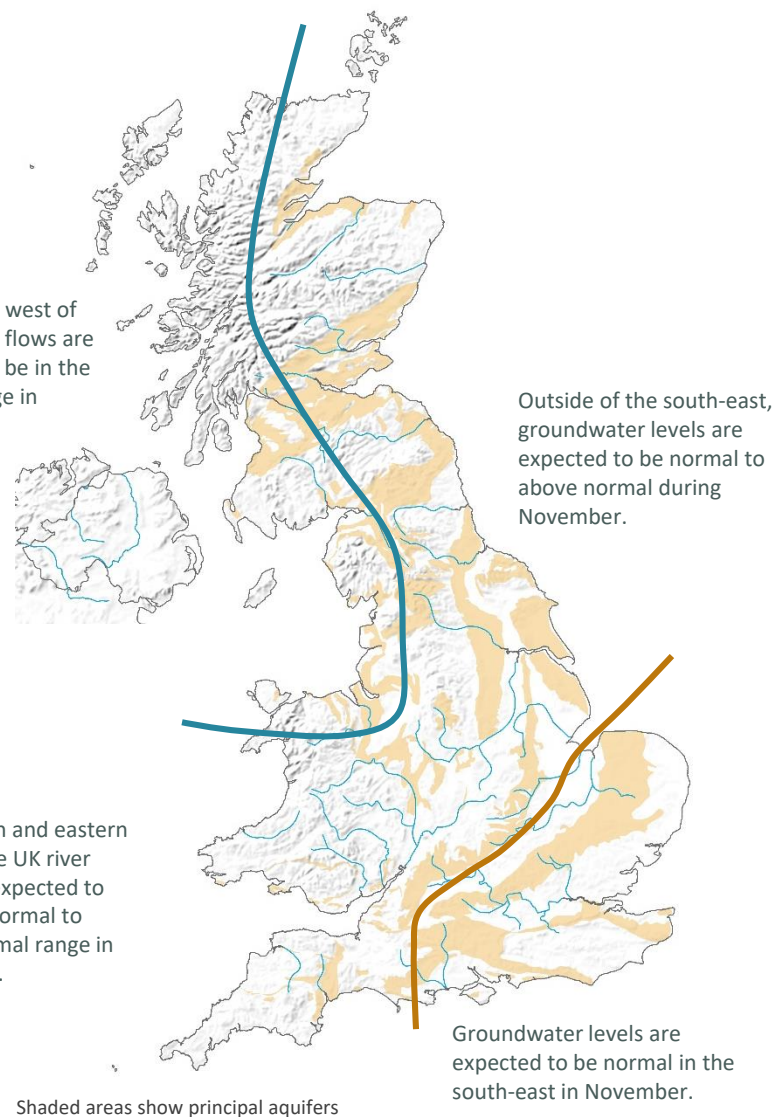 west of
flows are
be in the
ge in
Outside of the south-east,
groundwater levels are
expected to be normal to
above normal during
November.
n and eastern
e UK river
xpected to
ormal to
mal range in
.
Groundwater levels are
expected to be normal in the
south-east in November.
Shaded areas show principal aquifers